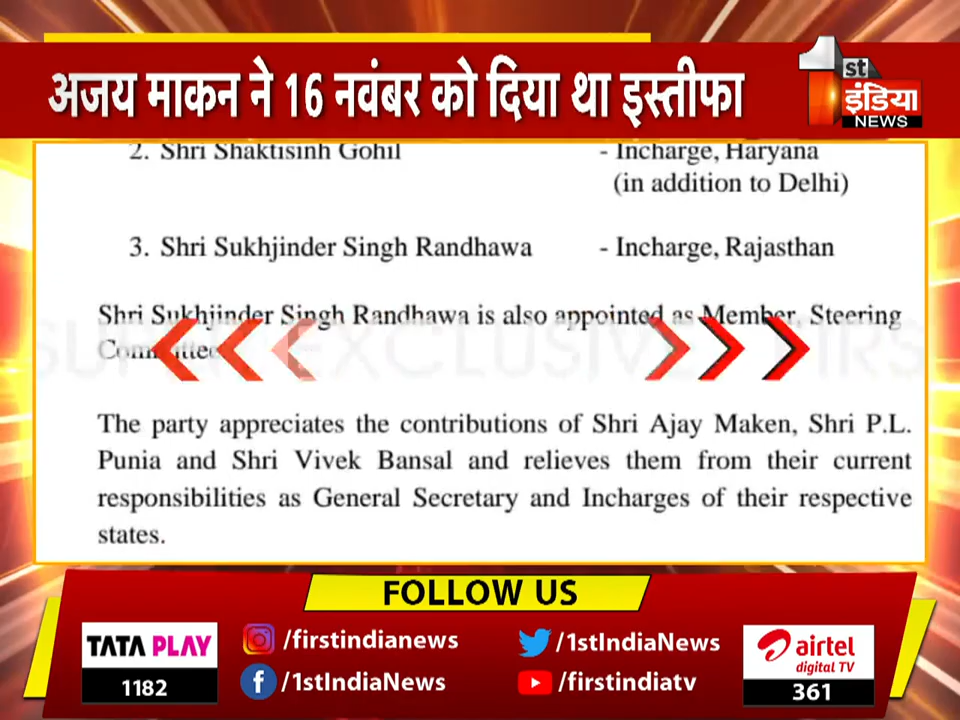 अजय माकन ने 16 नवंबर को दिया था इस्तीफा
1st
इंडिया
NEWS
2. Shri Shaktisinh Gohil - Incharge, Haryana
(in addition to Delhi)
3. Shri Sukhjinder Singh Randhawa - Incharge, Rajasthan
Shri Sukhjinder Singh Randhawa is also appointed as Member, Steering
Committee
The party appreciates the contributions of Shri Ajay Maken, Shri P.L.
Punia and Shri Vivek Bansal and relieves them from their current
responsibilities as General Secretary and Incharges of their respective
states.
FOLLOW US
TATA PLAY
1182
/firstindianews
/1stIndiaNews
/1stIndiaNews
/firstindiatv
airtel
digital TV
361